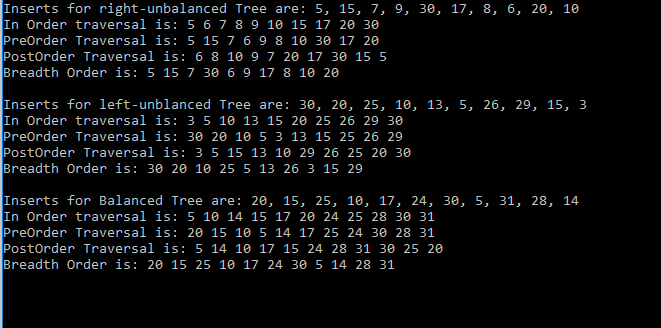 Inserts for right-unbalanced Tree are: 5, 15, 7, 9, 30, 17, 8, 6, 20, 10
In Order traversal is: 5 6 7 8 9 10 15 17 20 30
PreOrder Traversal is: 5 15 7 6 9 8 10 30 17 20
PostOrder Traversal is: 6 8 10 9 7 20 17 30 15 5
Breadth Order is: 5 15 7 30 6 9 17 8 10 20
Inserts for left-unblanced Tree are: 30, 20, 25, 10, 13, 5, 26, 29, 15, 3
In Order traversal is: 3 5 10 13 15 20 25 26 29 30
PreOrder Traversal is: 30 20 10 5 3 13 15 25 26 29
PostOrder Traversal is: 3 5 15 13 10 29 26 25 20 30
Breadth Order is: 30 20 10 25 5 13 26 3 15 29
Inserts for Balanced Tree are: 20, 15, 25, 10, 17, 24, 30, 5, 31, 28, 14
In Order traversal is: 5 10 14 15 17 20 24 25 28 30 31
PreOrder Traversal is: 20 15 10 5 14 17 25 24 30 28 31
PostOrder Traversal is: 5 14 10 17 15 24 28 31 30 25 20
Breadth Order is: 20 15 25 10 17 24 30 5 14 28 31